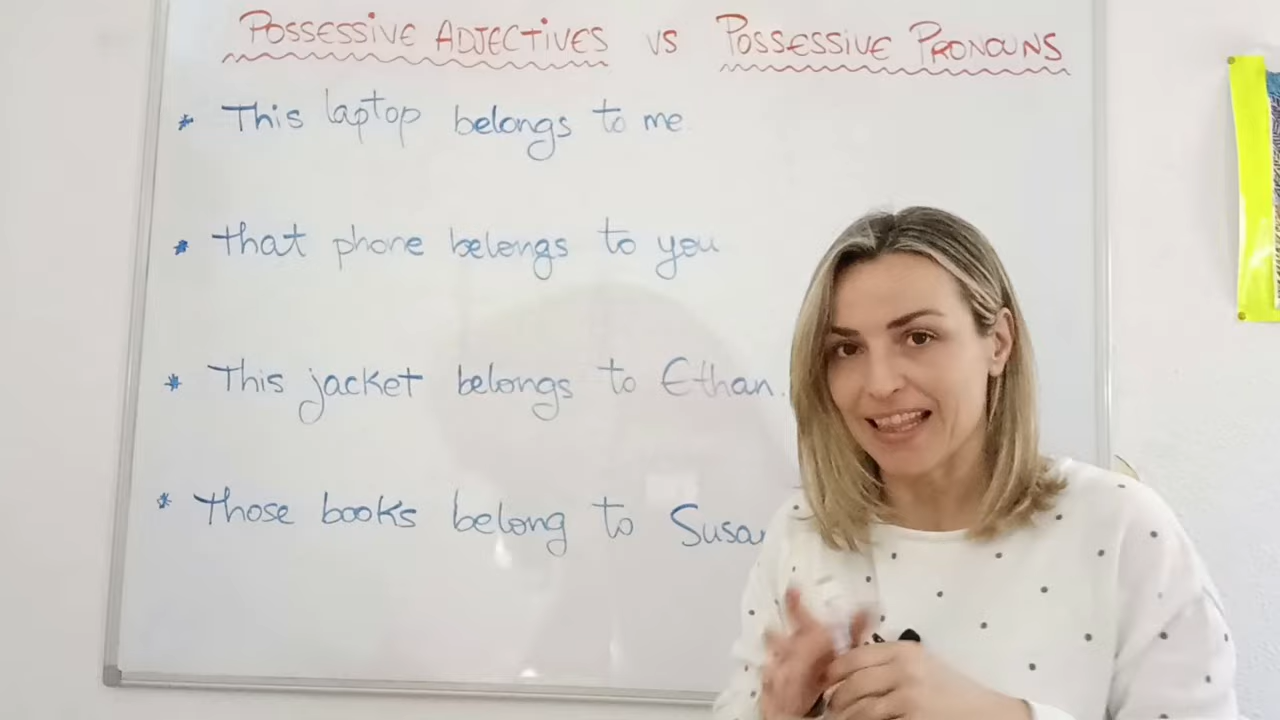 POSSESSIVE ADJECTIVES vs POSSESSIVE PRONOUNS
* This laptop belongs to me
* that phone belongs to you
* This jacket belongs to Ethan.
* Those books belong to